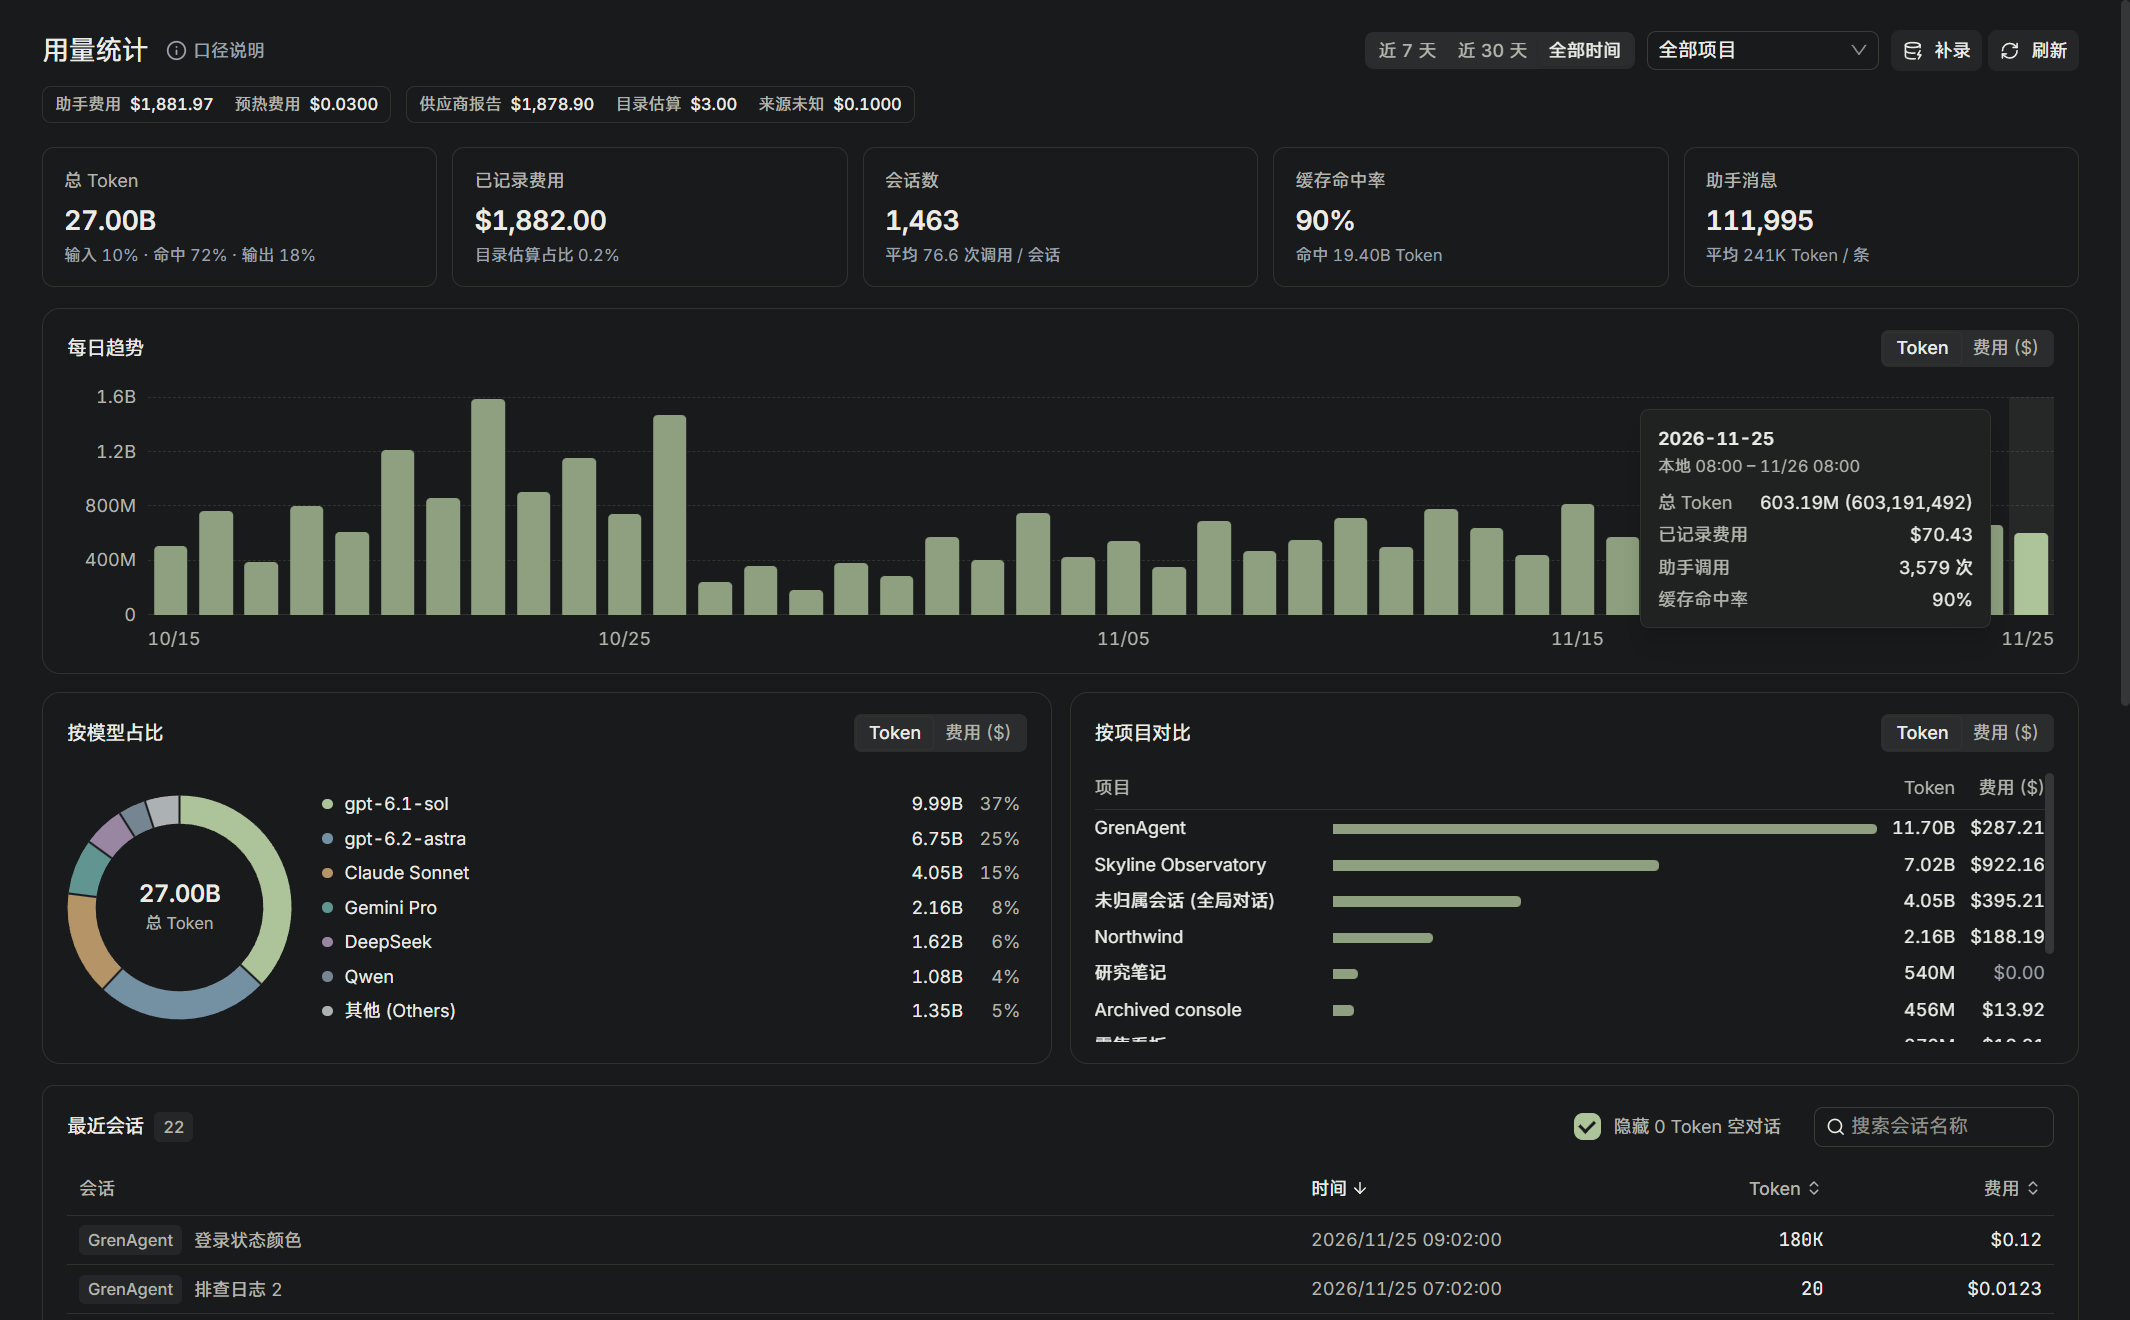 用量统计 口径说明
近 7 天 近 30 天 全部时间 全部项目 补录 刷新
助手费用 $1,881.97 预热费用 $0.0300 供应商报告 $1,878.90 目录估算 $3.00 来源未知 $0.1000
总 Token
27.00B
输入 10% · 命中 72% · 输出 18%
已记录费用
$1,882.00
目录估算占比 0.2%
会话数
1,463
平均 76.6 次调用 / 会话
缓存命中率
90%
命中 19.40B Token
助手消息
111,995
平均 241K Token / 条
每日趋势 Token 费用 ($)
1.6B
1.2B
800M
400M
0
10/15 10/25 11/05 11/15 11/25
2026-11-25
本地 08:00 – 11/26 08:00
总 Token 603.19M (603,191,492)
已记录费用 $70.43
助手调用 3,579 次
缓存命中率 90%
按模型占比 Token 费用 ($)
27.00B
总 Token
gpt-6.1-sol 9.99B 37%
gpt-6.2-astra 6.75B 25%
Claude Sonnet 4.05B 15%
Gemini Pro 2.16B 8%
DeepSeek 1.62B 6%
Qwen 1.08B 4%
其他 (Others) 1.35B 5%
按项目对比 Token 费用 ($)
项目 Token 费用 ($)
GrenAgent 11.70B $287.21
Skyline Observatory 7.02B $922.16
未归属会话 (全局对话) 4.05B $395.21
Northwind 2.16B $188.19
研究笔记 540M $0.00
Archived console 456M $13.92
最近会话 22 隐藏 0 Token 空对话 搜索会话名称
会话 时间 Token 费用
GrenAgent 登录状态颜色 2026/11/25 09:02:00 180K $0.12
GrenAgent 排查日志 2 2026/11/25 07:02:00 20 $0.0123